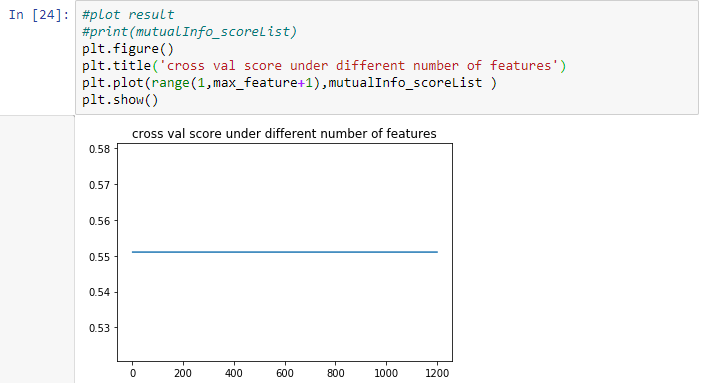 In [24]:
#plot result
#print(mutualInfo_scoreList)
plt.figure()
plt.title('cross val score under different number of features')
plt.plot(range(1,max_feature+1),mutualInfo_scoreList )
plt.show()
cross val score under different number of features
0.58
0.57
0.56
0.55
0.54
0.53
0 200 400 600 800 1000 1200